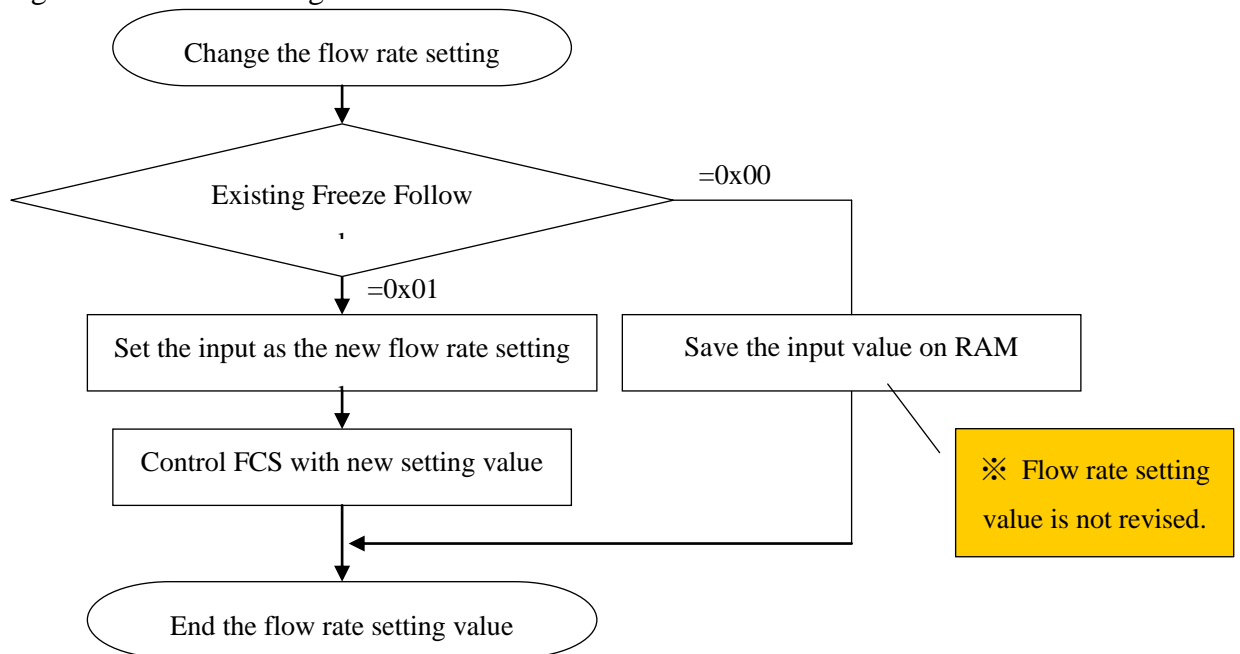 Change the flow rate setting
Existing Freeze Follow
=0x00
=0x01
Set the input as the new flow rate setting
Save the input value on RAM
Control FCS with new setting value
※ Flow rate setting
value is not revised.
End the flow rate setting value